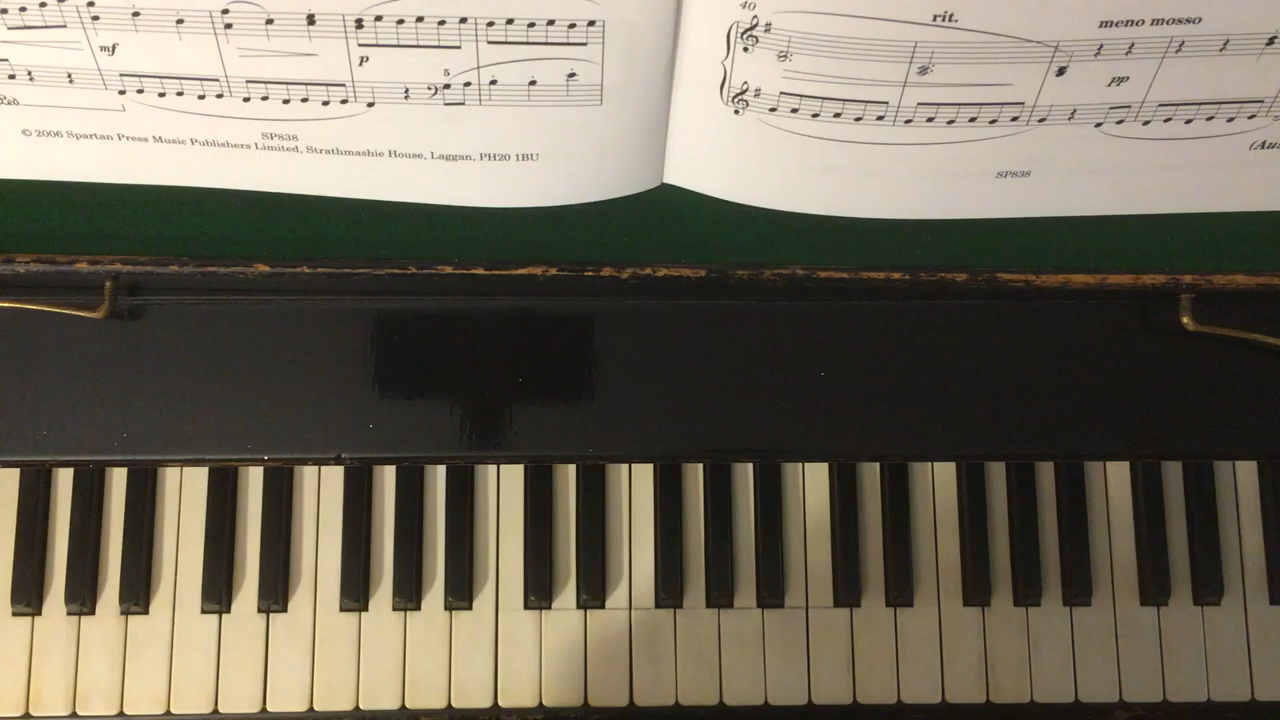 mf
p
5
SP838
© 2006 Spartan Press Music Publishers Limited, Strathmashie House, Laggan, PH20 1BU
40
rit.
meno mosso
pp
SP838